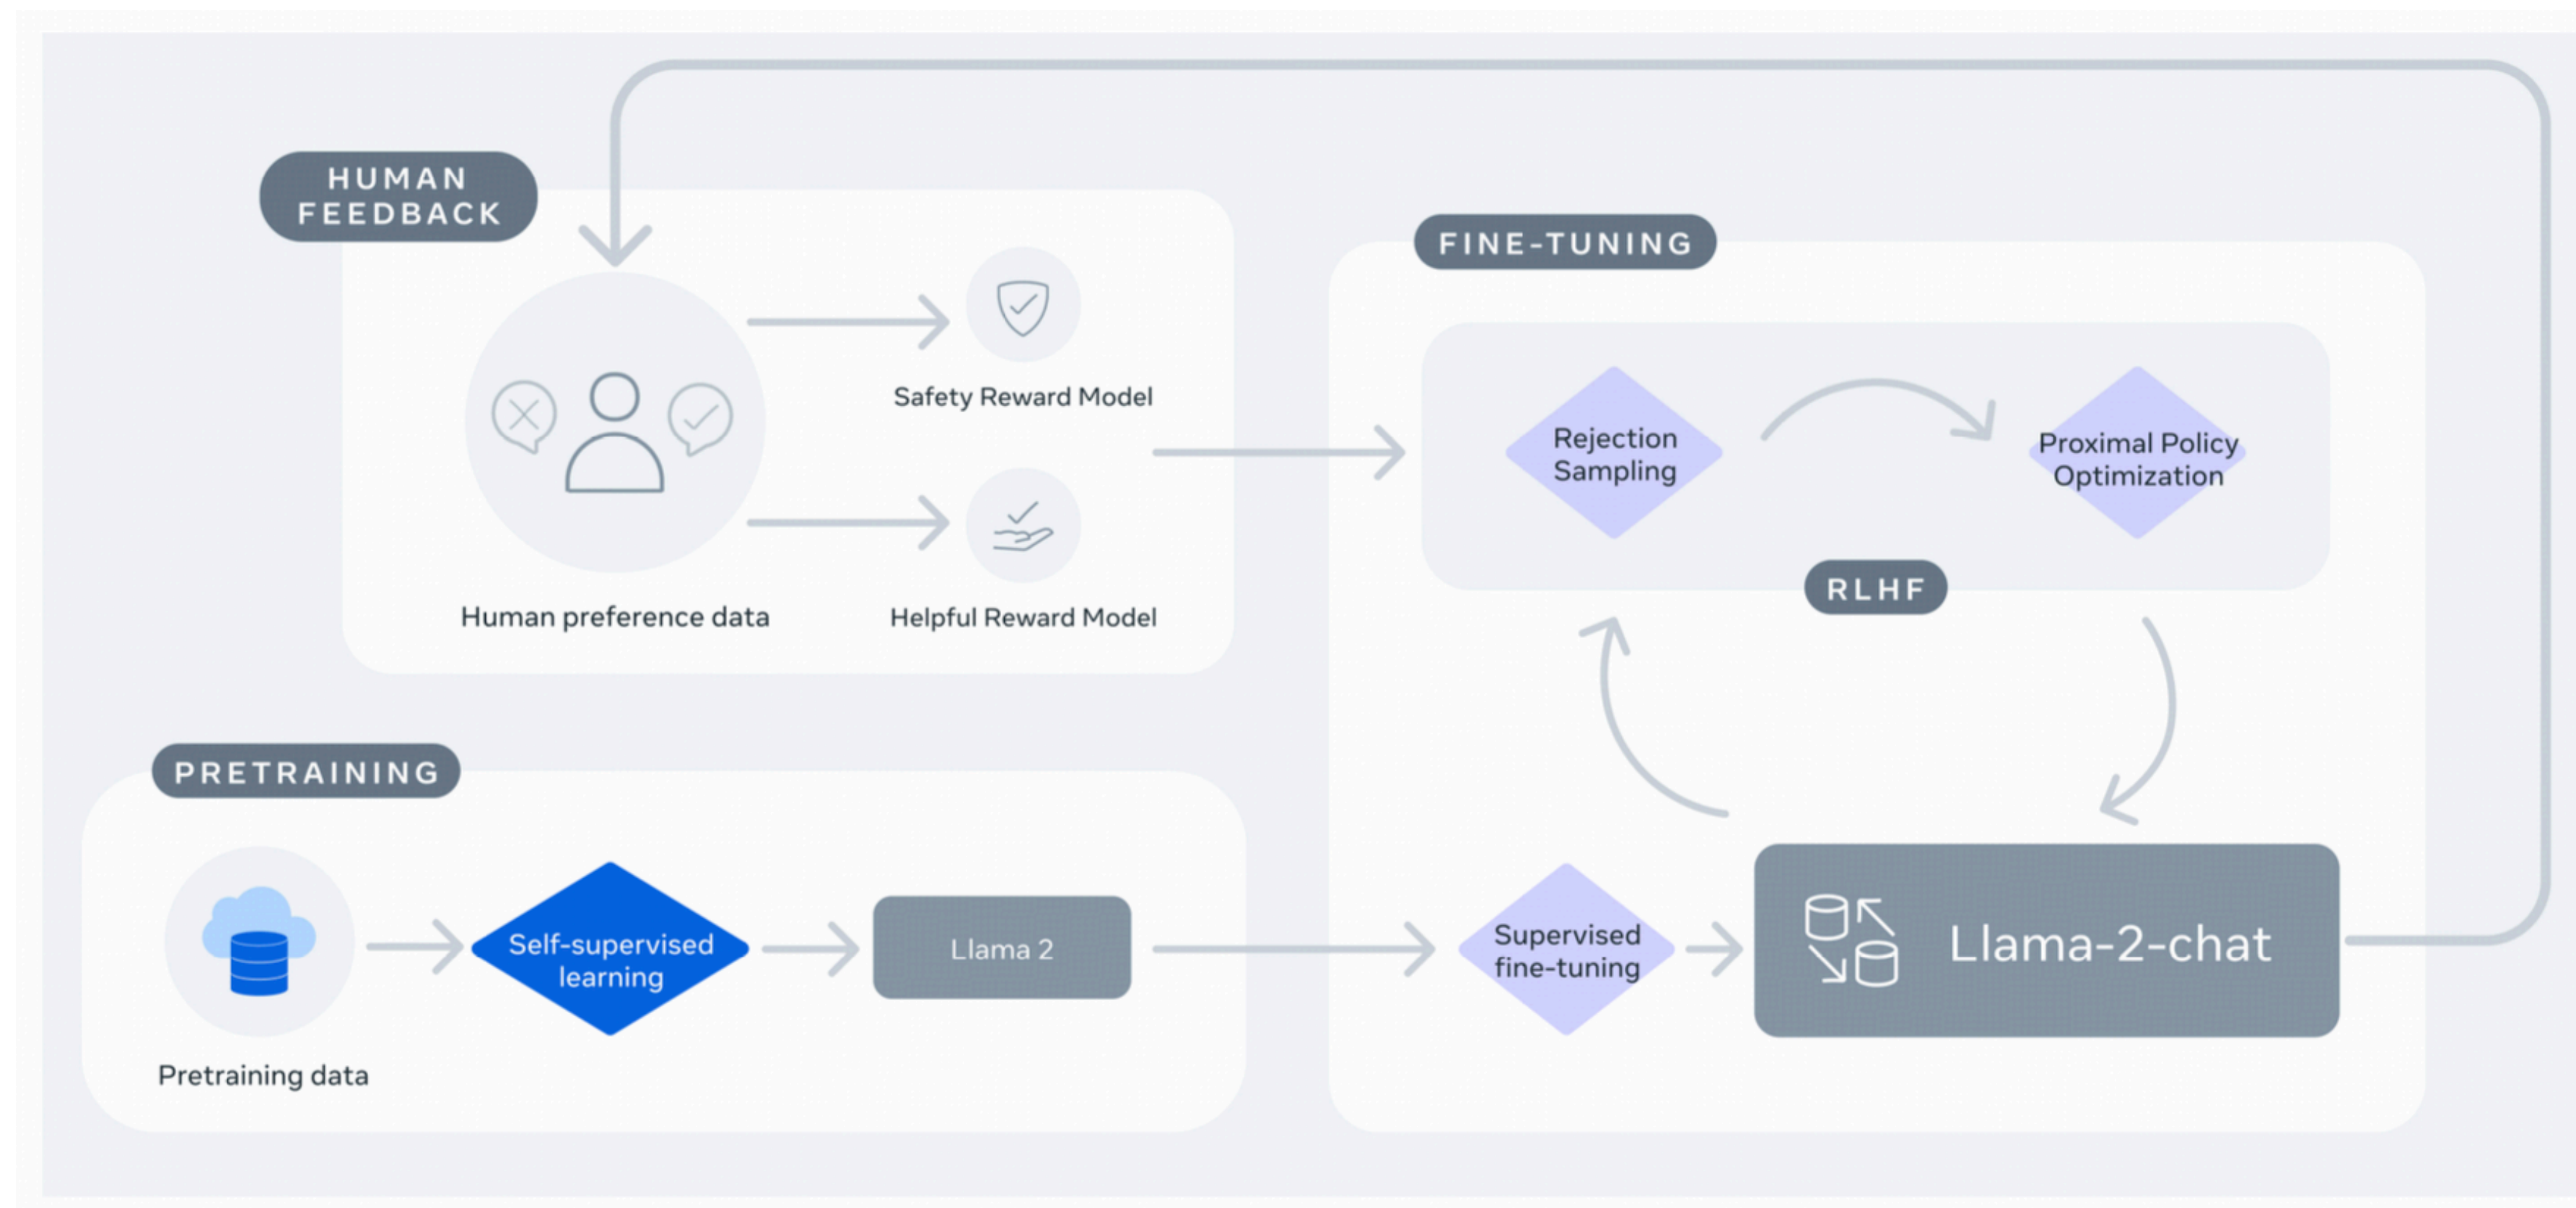 HUMAN
FEEDBACK
Safety Reward Model
Human preference data
Helpful Reward Model
FINE-TUNING
Rejection
Sampling
Proximal Policy
Optimization
RLHF
PRETRAINING
Pretraining data
Self-supervised
learning
Llama 2
Supervised
fine-tuning
Llama-2-chat